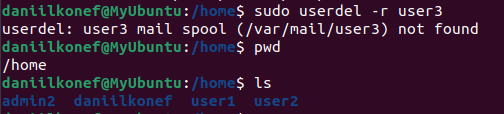 daniilkonef@MyUbuntu:/home$ sudo userdel -r user3
userdel: user3 mail spool (/var/mail/user3) not found
daniilkonef@MyUbuntu:/home$ pwd
/home
daniilkonef@MyUbuntu:/home$ ls
admin2  daniilkonef  user1  user2